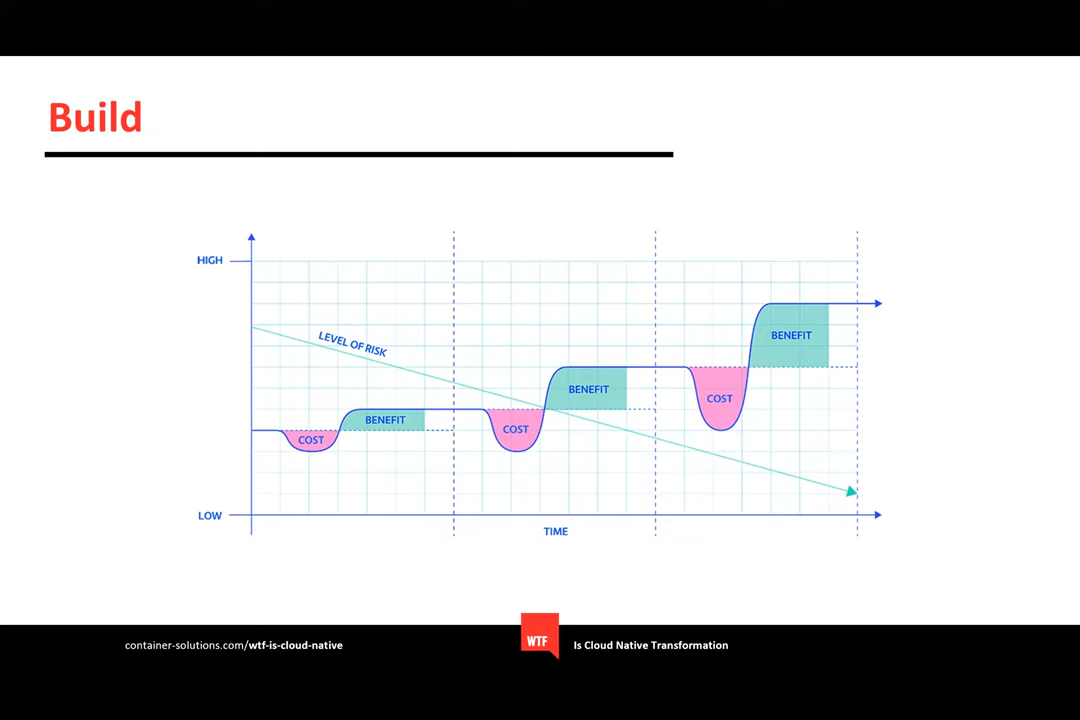 Build
HIGH
LEVEL OF RISK
BENEFIT
BENEFIT
BENEFIT
COST
COST
COST
LOW
TIME
container-solutions.com/wtf-is-cloud-native
WTF
Is Cloud Native Transformation